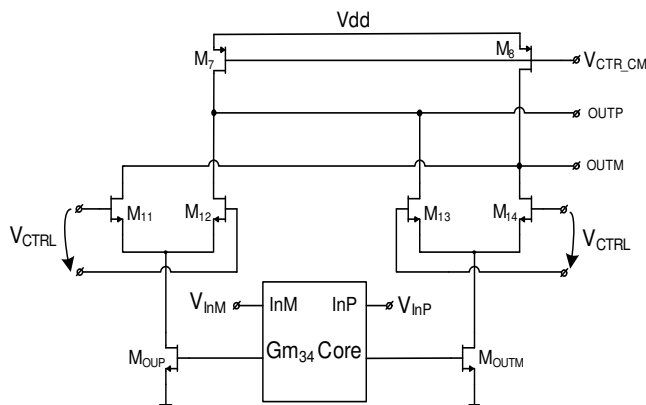 Vdd
M7
M8
VCTR_CM
OUTP
OUTM
M11
M12
M13
M14
VCTRL
VCTRL
VInM
InM
InP
VInP
Gm34 Core
MOUP
MOUTM